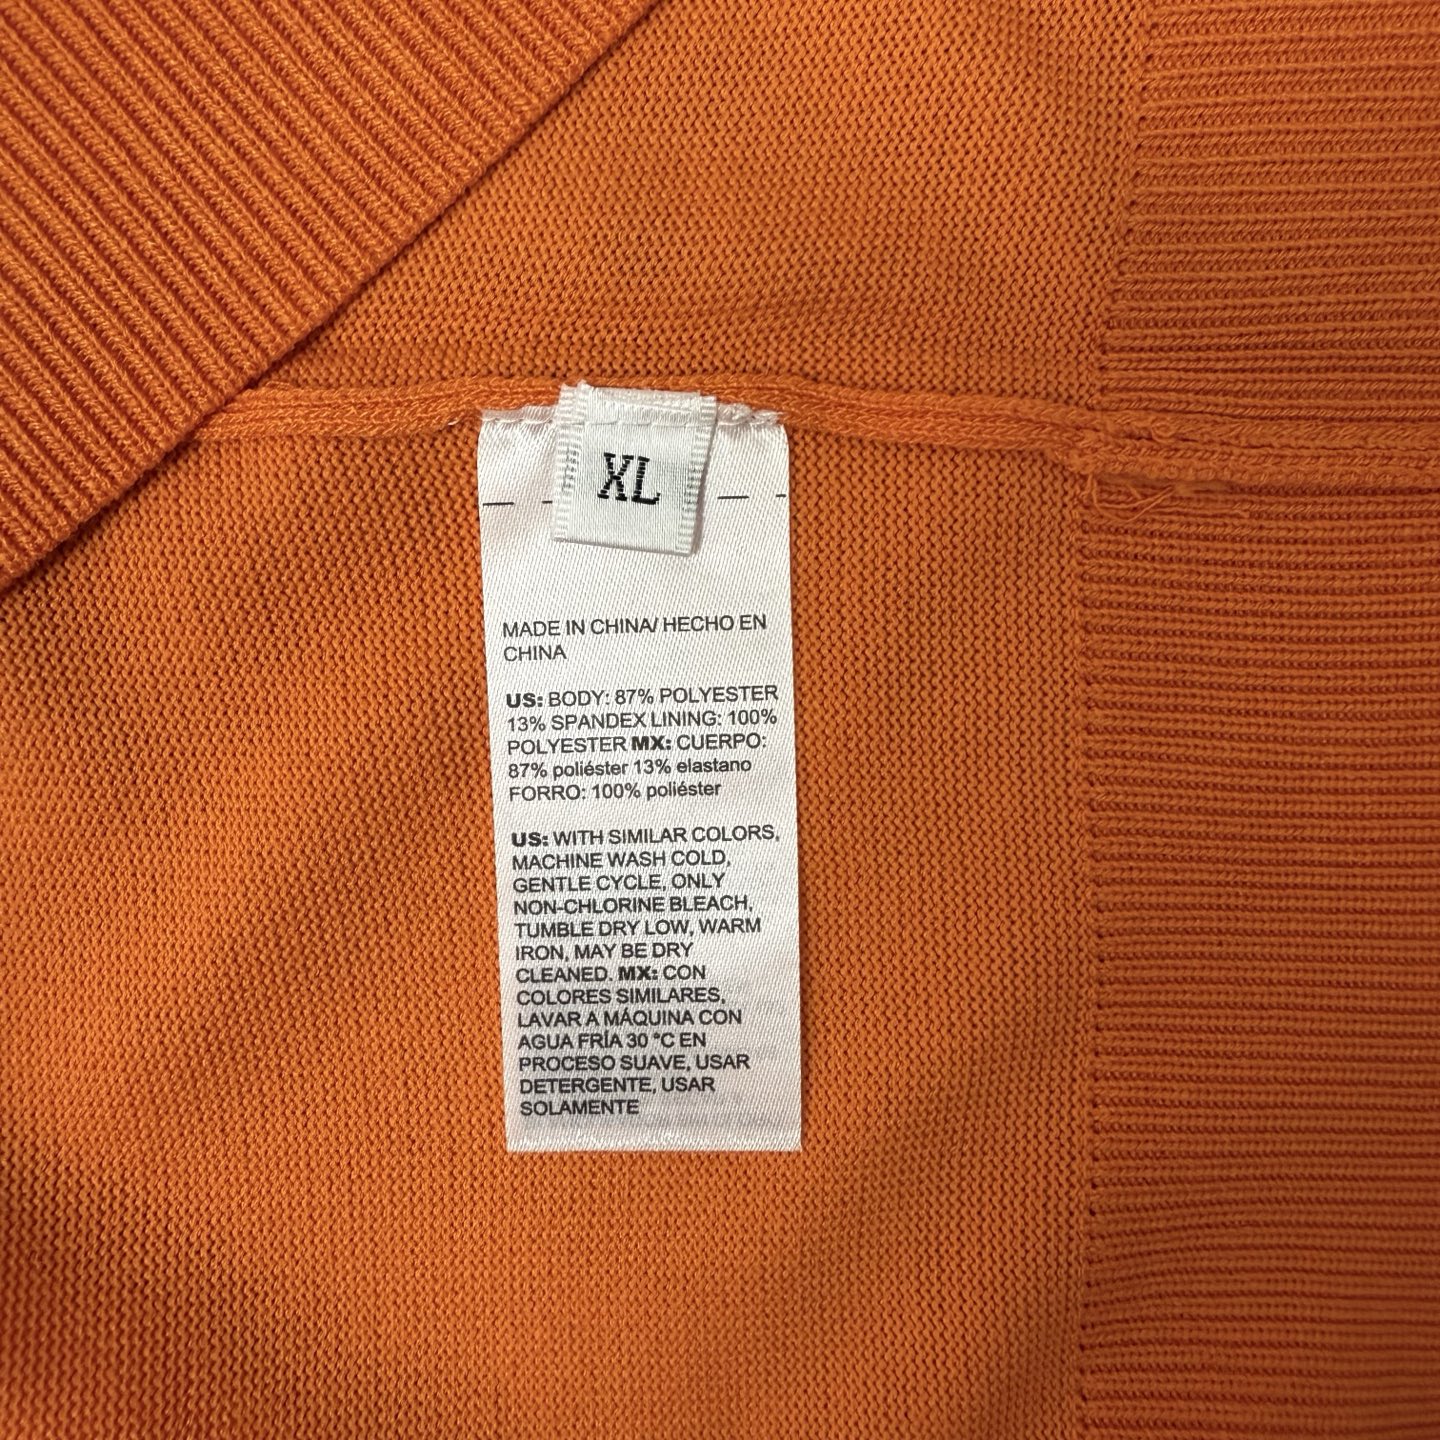 XL
MADE IN CHINA/ HECHO EN
CHINA
US: BODY: 87% POLYESTER
13% SPANDEX LINING: 100%
POLYESTER MX: CUERPO:
87% poliéster 13% elastano
FORRO: 100% poliéster
US: WITH SIMILAR COLORS,
MACHINE WASH COLD,
GENTLE CYCLE, ONLY
NON-CHLORINE BLEACH,
TUMBLE DRY LOW, WARM
IRON, MAY BE DRY
CLEANED. MX: CON
COLORES SIMILARES,
LAVAR A MÁQUINA CON
AGUA FRÍA 30 °C EN
PROCESO SUAVE, USAR
DETERGENTE, USAR
SOLAMENTE